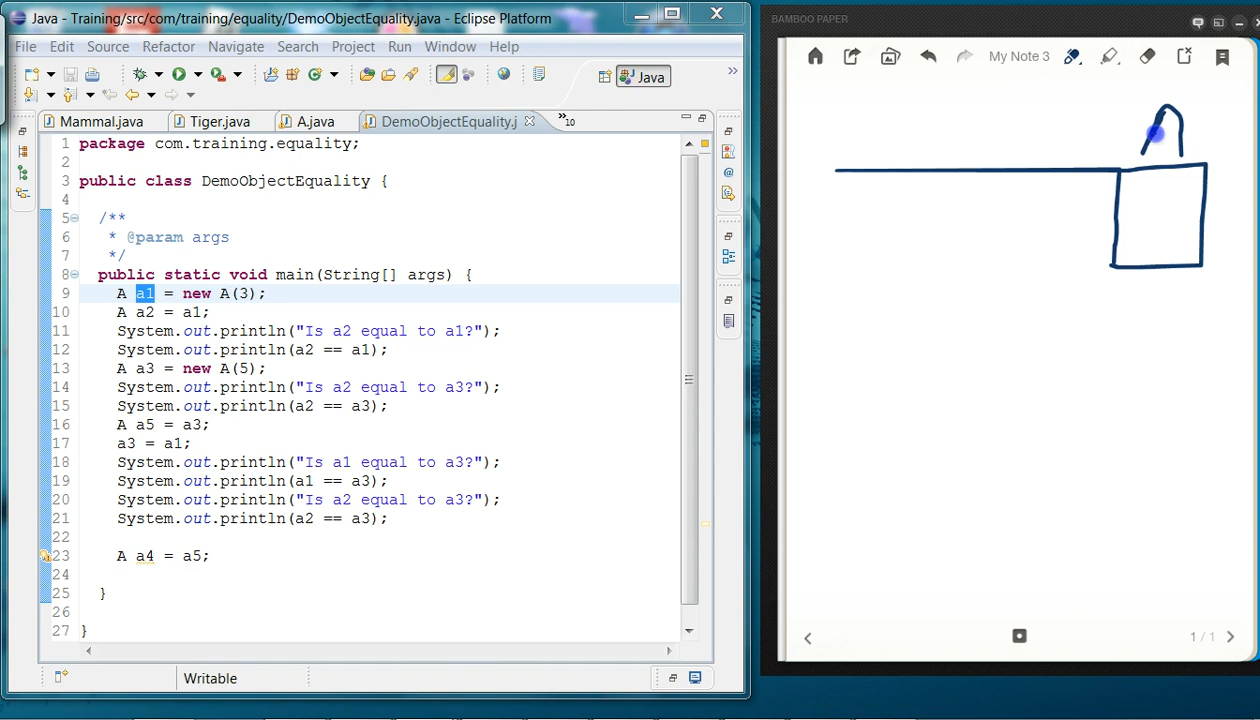 Java - Training/src/com/training/equality/DemoObjectEquality.java - Eclipse Platform
File Edit Source Refactor Navigate Search Project Run Window Help
Java
»
Mammal.java Tiger.java A.java DemoObjectEquality.j »10
1 package com.training.equality;
2
3 public class DemoObjectEquality {
4
5 /**
6 * @param args
7 */
8 public static void main(String[] args) {
9 A a1 = new A(3);
10 A a2 = a1;
11 System.out.println("Is a2 equal to a1?");
12 System.out.println(a2 == a1);
13 A a3 = new A(5);
14 System.out.println("Is a2 equal to a3?");
15 System.out.println(a2 == a3);
16 A a5 = a3;
17 a3 = a1;
18 System.out.println("Is a1 equal to a3?");
19 System.out.println(a1 == a3);
20 System.out.println("Is a2 equal to a3?");
21 System.out.println(a2 == a3);
22
23 A a4 = a5;
24
25 }
26
27 }
Writable
BAMBOO PAPER
My Note 3
1 / 1